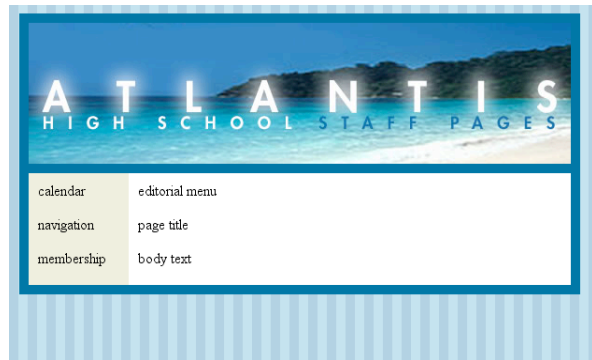 ATLANTIS
HIGH SCHOOL STAFF PAGES
calendar
navigation
membership
editorial menu
page title
body text